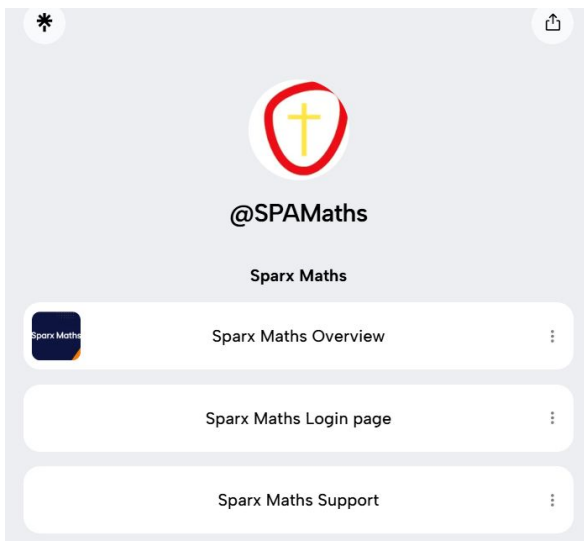 @SPAMaths
Sparx Maths
Sparx Maths
Sparx Maths Overview
Sparx Maths Login page
Sparx Maths Support